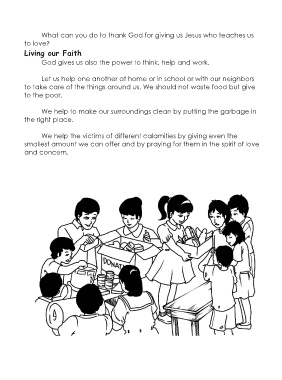 What can you do to thank God for giving us Jesus who teaches us
to love?
Living our Faith
God gives us also the power to think, help and work.
Let us help one another at home or in school or with our neighbors
to take care of the things around us. We should not waste food but give
to the poor.
We help to make our surroundings clean by putting the garbage in
the right place.
We help the victims of different calamities by giving even the
smallest amount we can offer and by praying for them in the spirit of love
and concern.
DONAT